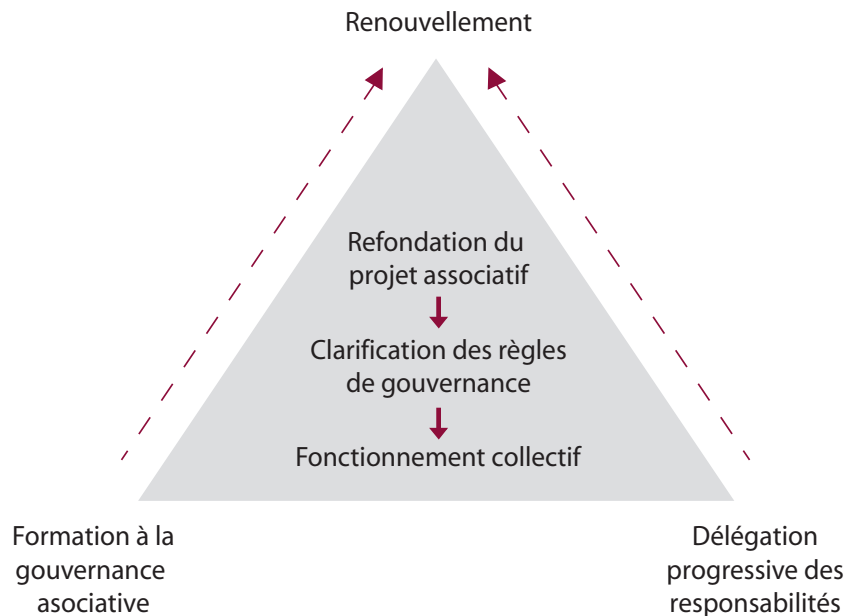 Renouvellement
Refondation du
projet associatif
Clarification des règles
de gouvernance
Fonctionnement collectif
Formation à la
gouvernance
asociative
Délégation
progressive des
responsabilités